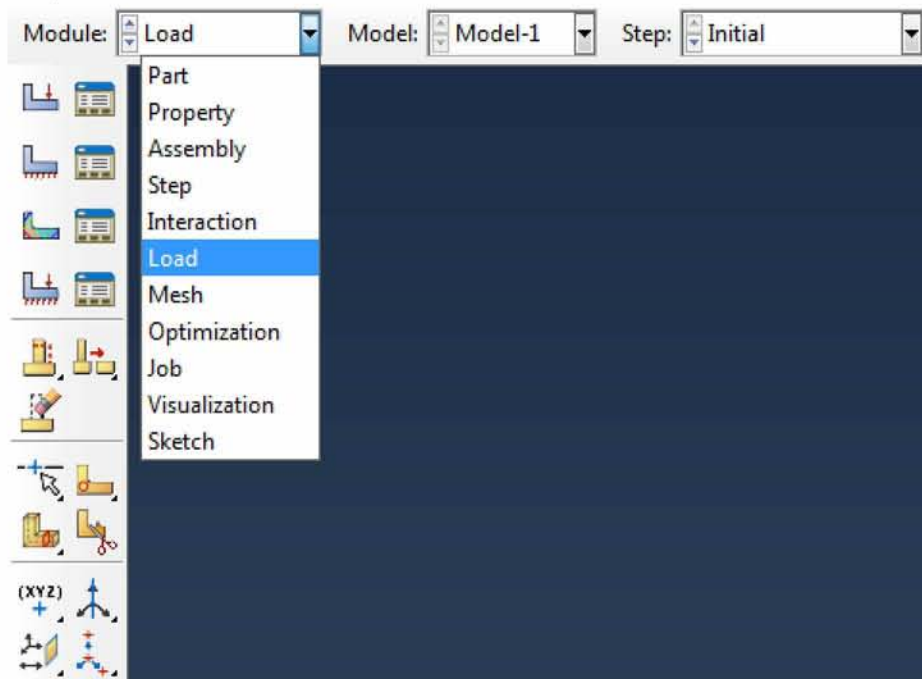 Module: Load Model: Model-1 Step: Initial
Part
Property
Assembly
Step
Interaction
Load
Mesh
Optimization
Job
Visualization
Sketch
(XYZ)